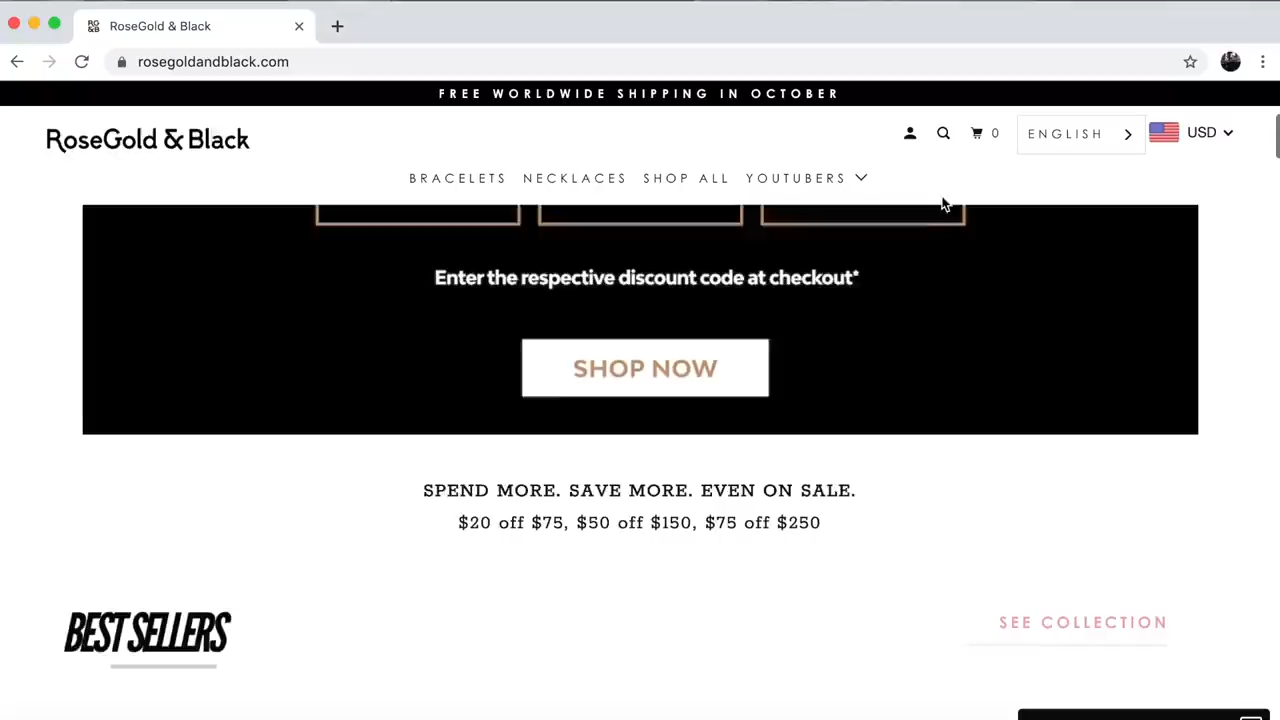 RoseGold & Black
rosegoldandblack.com
FREE WORLDWIDE SHIPPING IN OCTOBER
RoseGold & Black
0
ENGLISH
USD
BRACELETS NECKLACES SHOP ALL YOUTUBERS
Enter the respective discount code at checkout*
SHOP NOW
SPEND MORE. SAVE MORE. EVEN ON SALE.
$20 off $75, $50 off $150, $75 off $250
BEST SELLERS
SEE COLLECTION